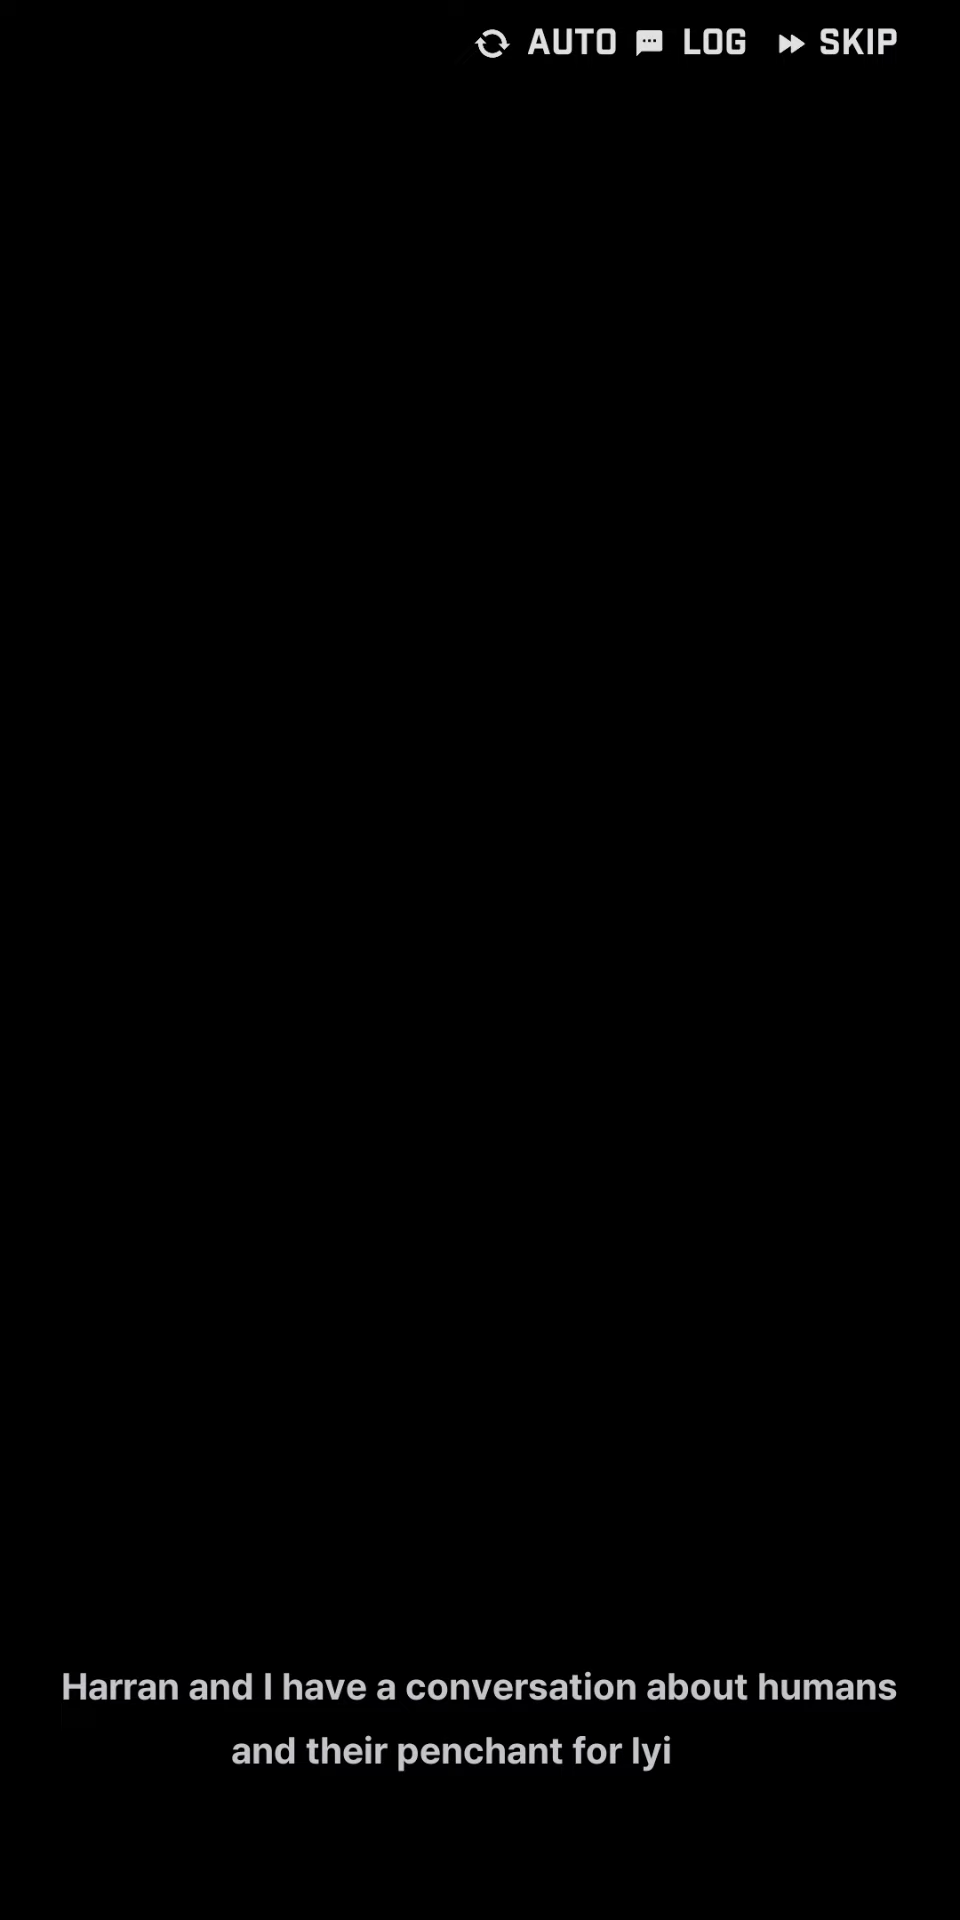 AUTO LOG SKIP
Harran and I have a conversation about humans
and their penchant for lyi